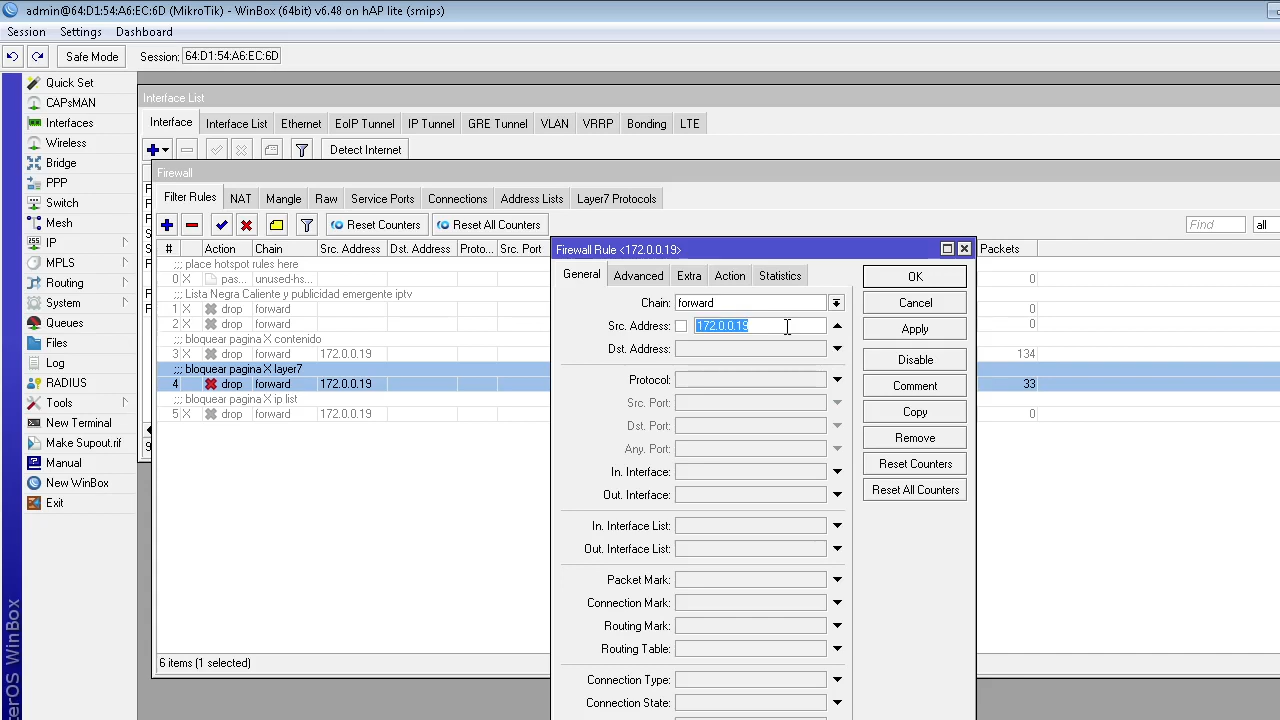 admin@64:D1:54:A6:EC:6D (MikroTik) - WinBox (64bit) v6.48 on hAP lite (smips)
Session Settings Dashboard
Safe Mode Session: 64:D1:54:A6:EC:6D
Quick Set
CAPsMAN
Interfaces
Wireless
Bridge
PPP
Switch
Mesh
IP
MPLS
Routing
System
Queues
Files
Log
RADIUS
Tools
New Terminal
Make Supout.rif
Manual
New WinBox
Exit
terOS WinBox
Interface List
Interface Interface List Ethernet EoIP Tunnel IP Tunnel GRE Tunnel VLAN VRRP Bonding LTE
Detect Internet
Firewall
Filter Rules NAT Mangle Raw Service Ports Connections Address Lists Layer7 Protocols
Reset Counters Reset All Counters Find all
# Action Chain Src. Address Dst. Address Proto... Src. Port Packets
;;; place hotspot rules here
0 X pas... unused-hs... 0
;;; Lista Negra Caliente y publicidad emergente iptv
1 X drop forward 0
2 X drop forward 0
;;; bloquear pagina X contenido
3 X drop forward 172.0.0.19 134
;;; bloquear pagina X layer7
4 drop forward 172.0.0.19 33
;;; bloquear pagina X ip list
5 X drop forward 172.0.0.19 0
6 items (1 selected)
Firewall Rule <172.0.0.19>
General Advanced Extra Action Statistics
Chain: forward
Src. Address: 172.0.0.19
Dst. Address:
Protocol:
Src. Port:
Dst. Port:
Any. Port:
In. Interface:
Out. Interface:
In. Interface List:
Out. Interface List:
Packet Mark:
Connection Mark:
Routing Mark:
Routing Table:
Connection Type:
Connection State:
OK
Cancel
Apply
Disable
Comment
Copy
Remove
Reset Counters
Reset All Counters